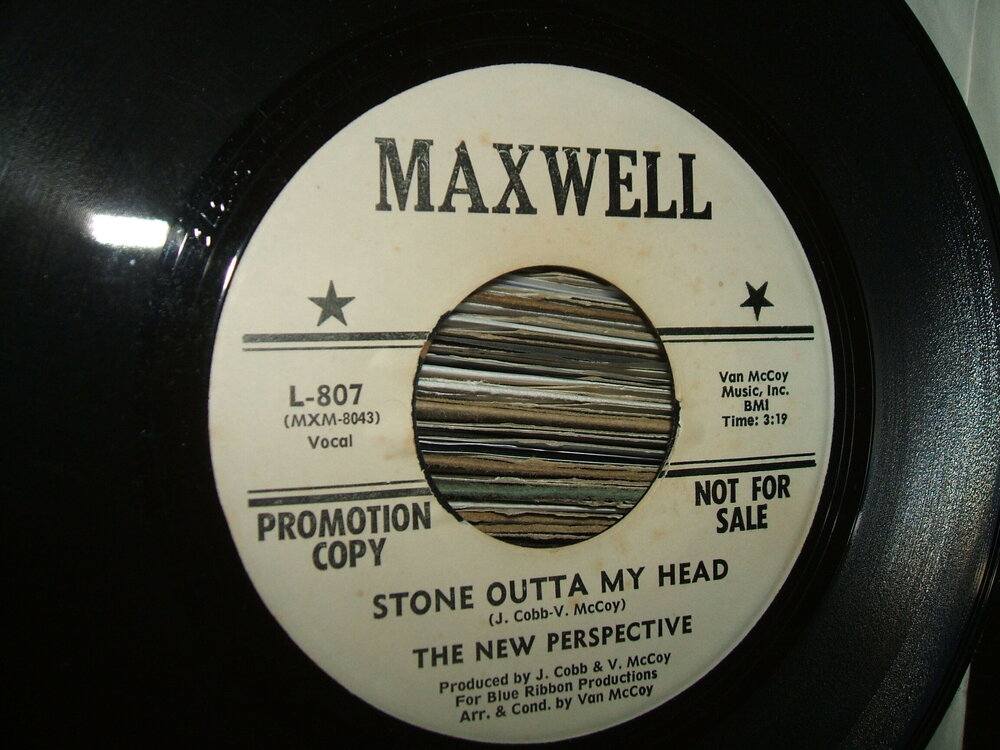 MAXWELL
L-807
(MXM-8043)
Vocal
Van McCoy
Music, Inc.
BMI
Time: 3:19
PROMOTION
COPY
NOT FOR
SALE
STONE OUTTA MY HEAD
(J. Cobb-V. McCoy)
THE NEW PERSPECTIVE
Produced by J. Cobb & V. McCoy
For Blue Ribbon Productions
Arr. & Cond. by Van McCoy